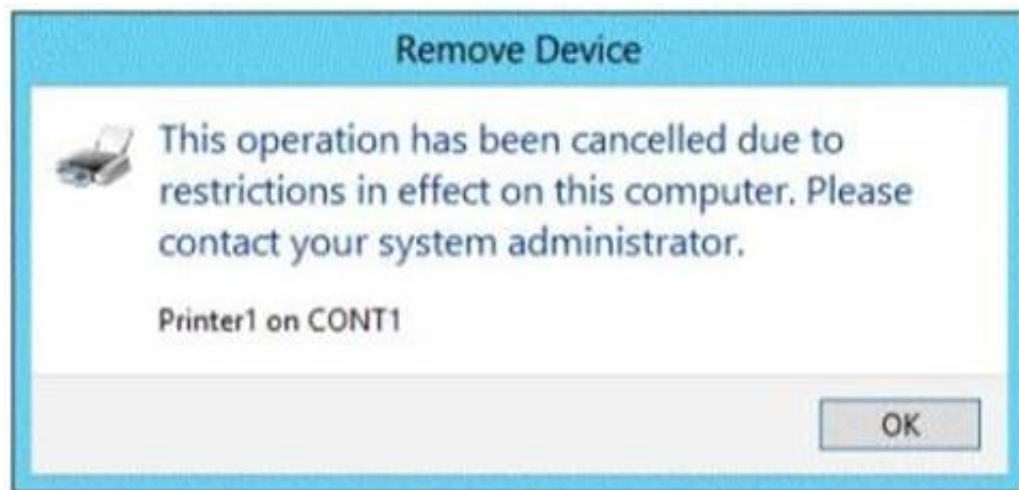 Remove Device
This operation has been cancelled due to
restrictions in effect on this computer. Please
contact your system administrator.
Printer1 on CONT1
OK